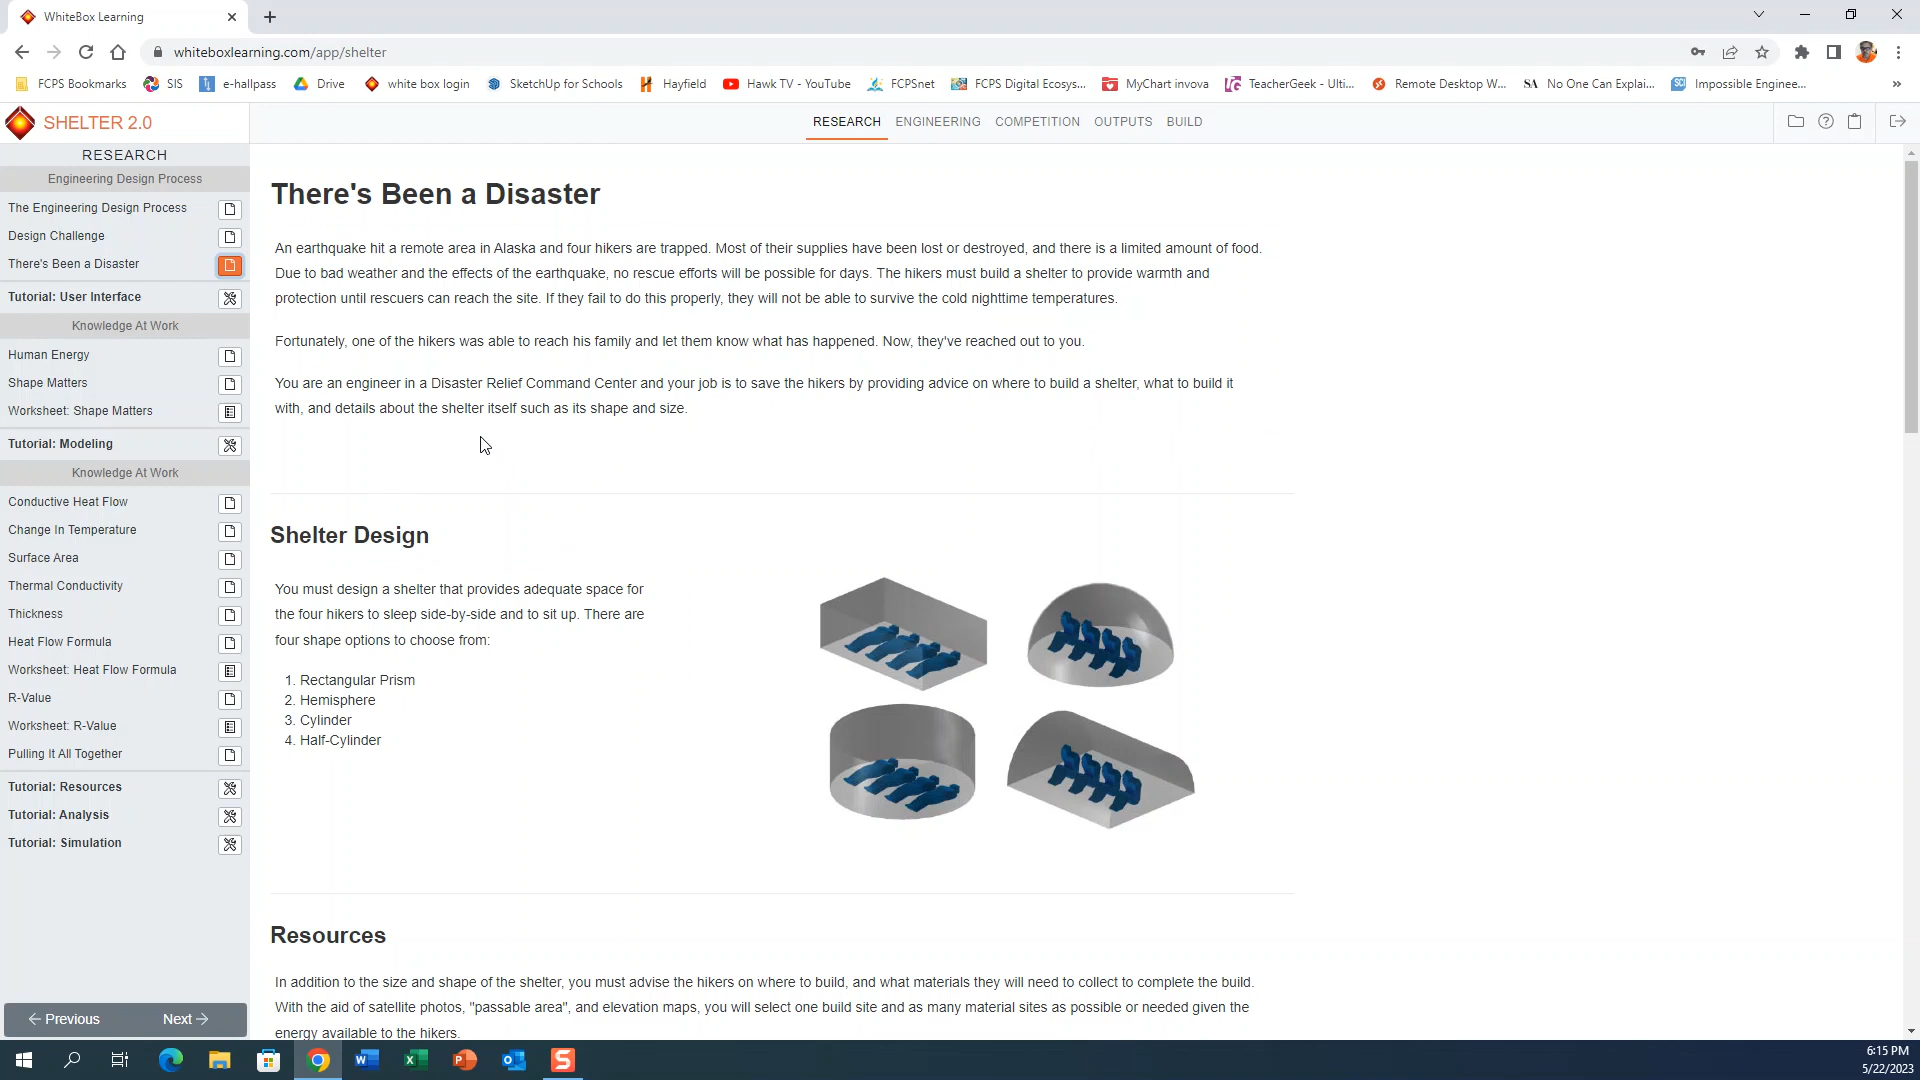 WhiteBox Learning
whiteboxlearning.com/app/shelter
FCPS Bookmarks SIS e-hallpass Drive white box login SketchUp for Schools Hayfield Hawk TV - YouTube FCPSnet FCPS Digital Ecosys... MyChart invova TeacherGeek - Ulti... Remote Desktop W... SA No One Can Explai... Impossible Enginee... »
SHELTER 2.0
RESEARCH ENGINEERING COMPETITION OUTPUTS BUILD
RESEARCH
Engineering Design Process
The Engineering Design Process
Design Challenge
There's Been a Disaster
Tutorial: User Interface
Knowledge At Work
Human Energy
Shape Matters
Worksheet: Shape Matters
Tutorial: Modeling
Knowledge At Work
Conductive Heat Flow
Change In Temperature
Surface Area
Thermal Conductivity
Thickness
Heat Flow Formula
Worksheet: Heat Flow Formula
R-Value
Worksheet: R-Value
Pulling It All Together
Tutorial: Resources
Tutorial: Analysis
Tutorial: Simulation
← Previous Next →
There's Been a Disaster
An earthquake hit a remote area in Alaska and four hikers are trapped. Most of their supplies have been lost or destroyed, and there is a limited amount of food.
Due to bad weather and the effects of the earthquake, no rescue efforts will be possible for days. The hikers must build a shelter to provide warmth and
protection until rescuers can reach the site. If they fail to do this properly, they will not be able to survive the cold nighttime temperatures.
Fortunately, one of the hikers was able to reach his family and let them know what has happened. Now, they've reached out to you.
You are an engineer in a Disaster Relief Command Center and your job is to save the hikers by providing advice on where to build a shelter, what to build it
with, and details about the shelter itself such as its shape and size.
Shelter Design
You must design a shelter that provides adequate space for
the four hikers to sleep side-by-side and to sit up. There are
four shape options to choose from:
1. Rectangular Prism
2. Hemisphere
3. Cylinder
4. Half-Cylinder
Resources
In addition to the size and shape of the shelter, you must advise the hikers on where to build, and what materials they will need to collect to complete the build.
With the aid of satellite photos, "passable area", and elevation maps, you will select one build site and as many material sites as possible or needed given the
energy available to the hikers.
6:15 PM
5/22/2023